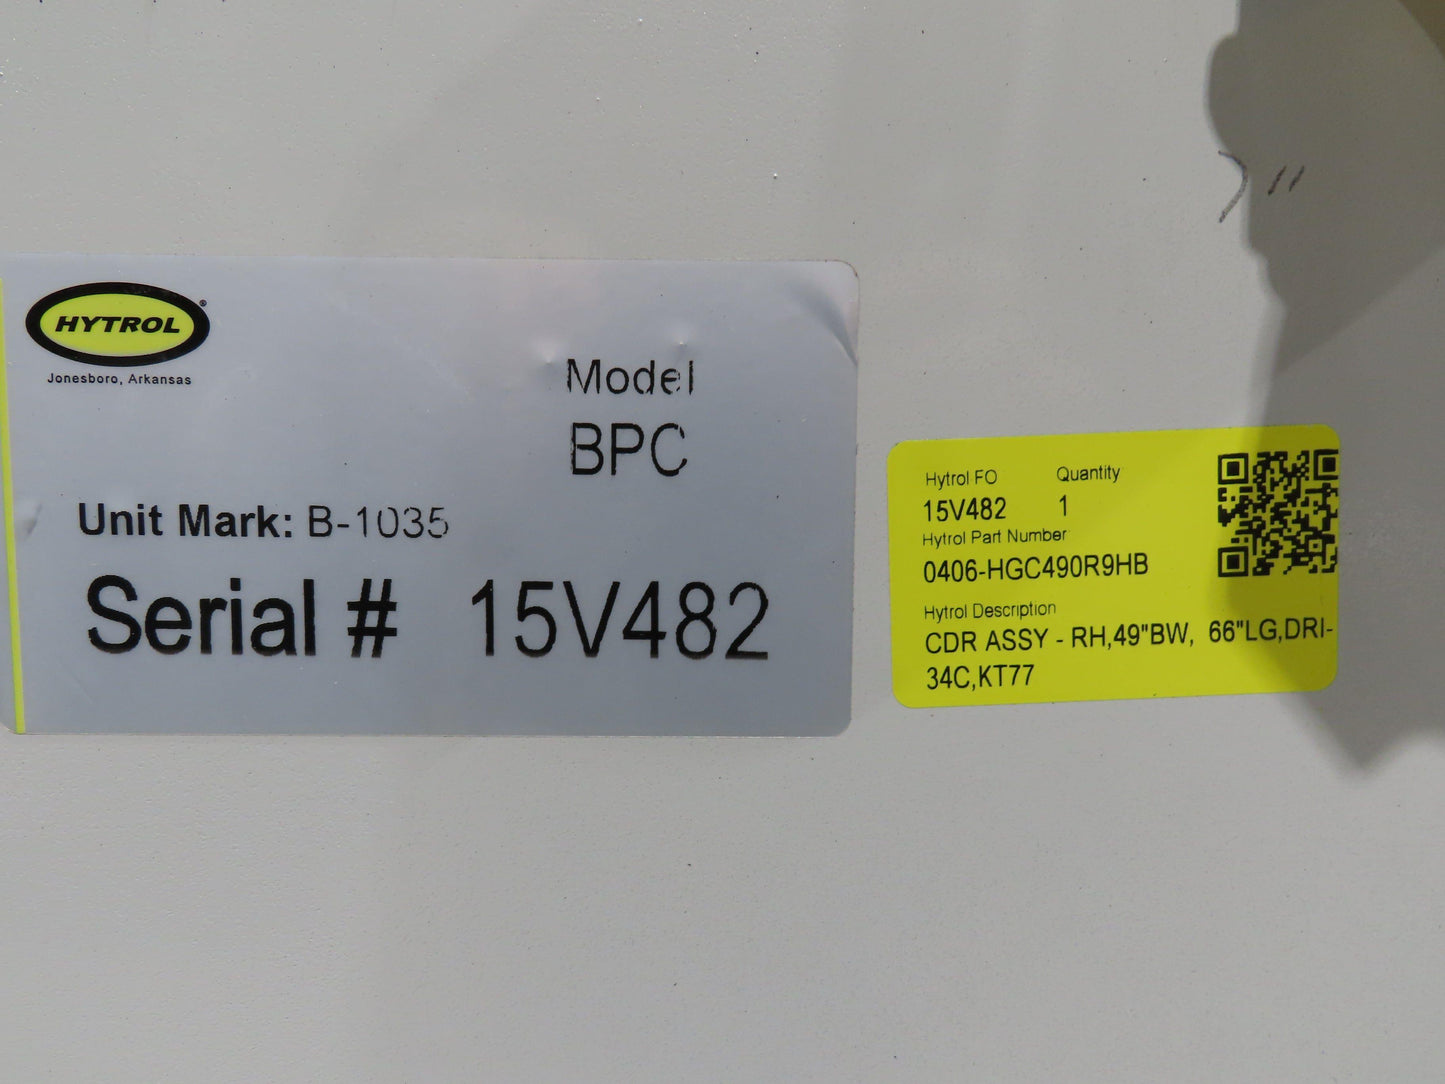 HYTROL®
Jonesboro, Arkansas
Model
BPC
Unit Mark: B-1035
Serial # 15V482
Hytrol FO Quantity
15V482 1
Hytrol Part Number
0406-HGC490R9HB
Hytrol Description
CDR ASSY - RH,49"BW, 66"LG,DRI-
34C,KT77